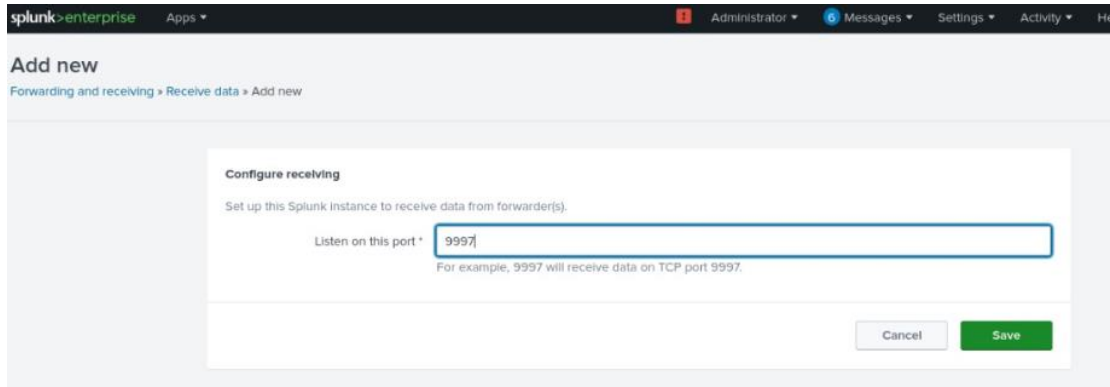 splunk>enterprise Apps ! Administrator 6 Messages Settings Activity He
Add new
Forwarding and receiving » Receive data » Add new
Configure receiving
Set up this Splunk instance to receive data from forwarder(s).
Listen on this port * 9997
For example, 9997 will receive data on TCP port 9997.
Cancel Save